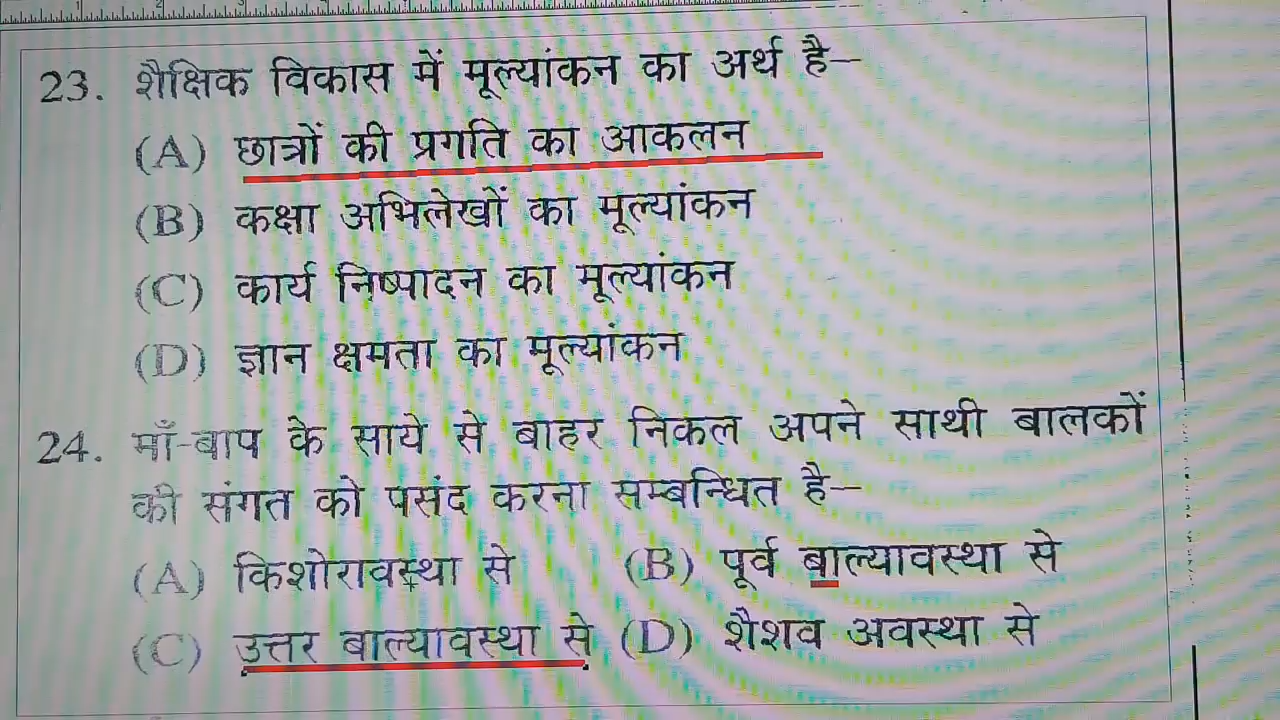 23. शैक्षिक विकास में मूल्यांकन का अर्थ है–
(A) छात्रों की प्रगति का आकलन
(B) कक्षा अभिलेखों का मूल्यांकन
(C) कार्य निष्पादन का मूल्यांकन
(D) ज्ञान क्षमता का मूल्यांकन
24. माँ-बाप के साये से बाहर निकल अपने साथी बालकों
की संगत को पसंद करना सम्बन्धित है–
(A) किशोरावस्था से (B) पूर्व बाल्यावस्था से
(C) उत्तर बाल्यावस्था से (D) शैशव अवस्था से